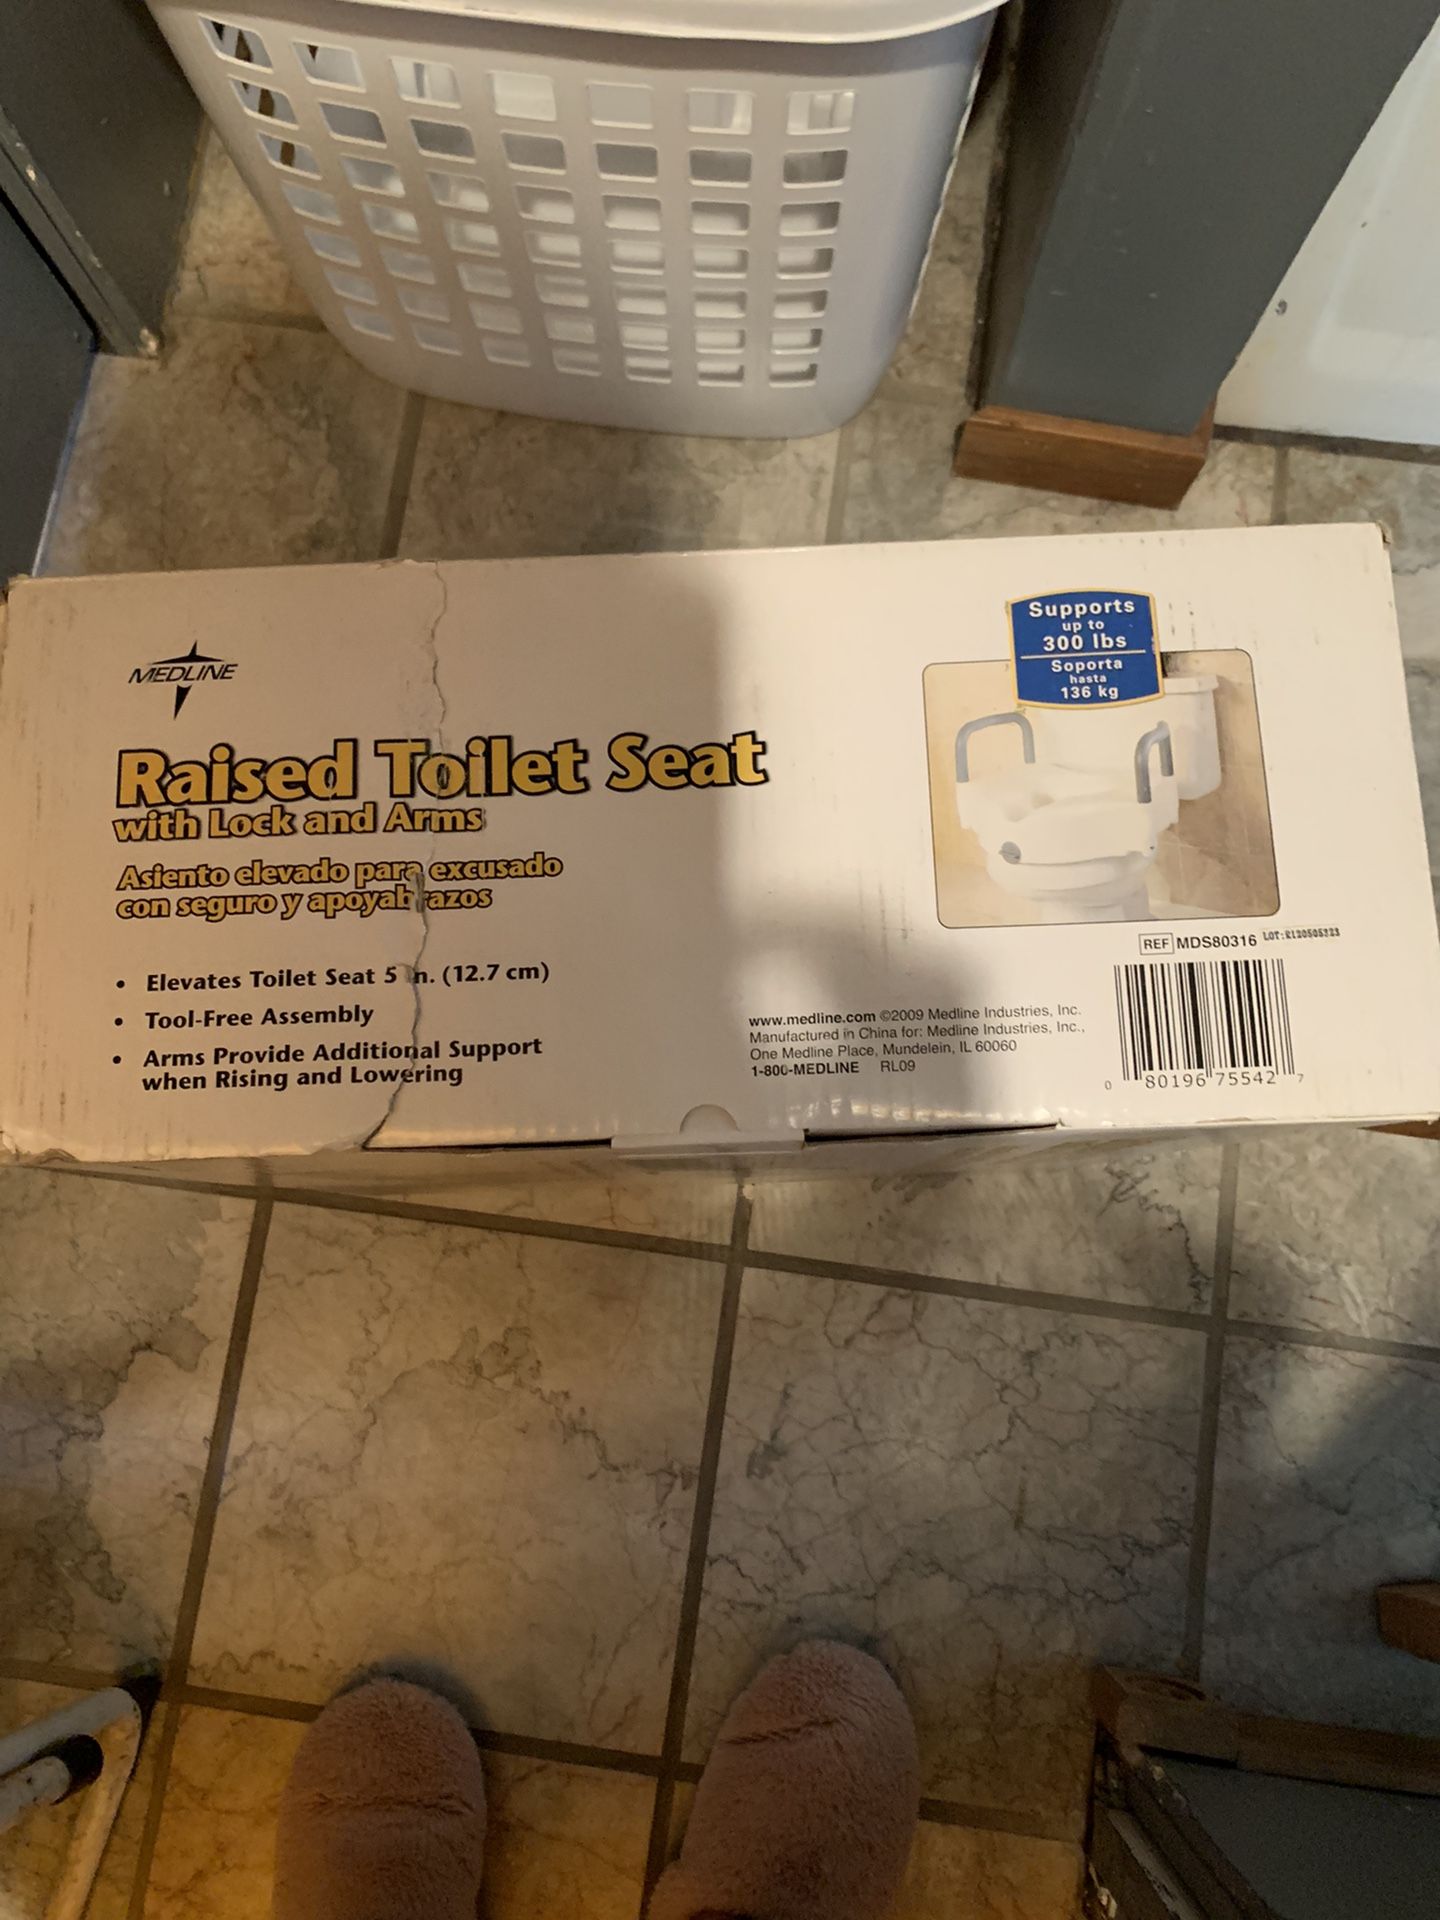 MEDLINE
Raised Toilet Seat
with Lock and Arms
Asiento elevado para excusado
con seguro y apoyabrazos
• Elevates Toilet Seat 5 in. (12.7 cm)
• Tool-Free Assembly
• Arms Provide Additional Support
when Rising and Lowering
Supports
up to
300 lbs
Soporta
hasta
136 kg
REF MDS80316 LOT:
www.medline.com ©2009 Medline Industries, Inc.
Manufactured in China for: Medline Industries, Inc.,
One Medline Place, Mundelein, IL 60060
1-800-MEDLINE RL09
0 80196 75542 7